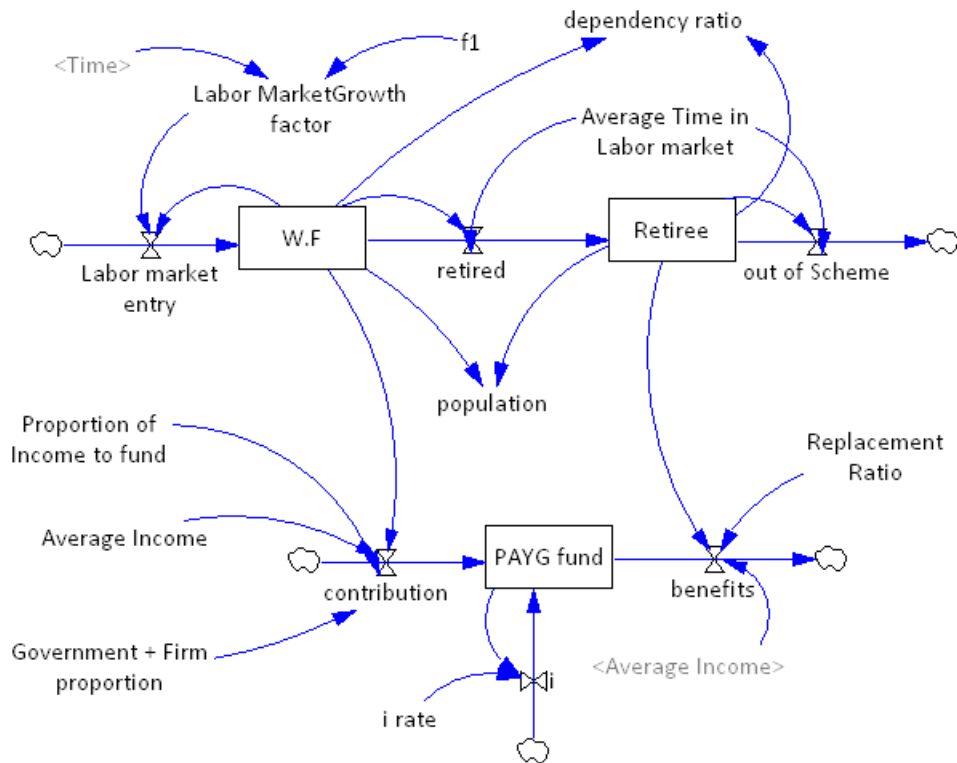 dependency ratio
f1
<Time>
Labor MarketGrowth
factor
Average Time in
Labor market
W.F
Retiree
Labor market
entry
retired
out of Scheme
population
Proportion of
Income to fund
Replacement
Ratio
Average Income
PAYG fund
contribution
benefits
Government + Firm
proportion
<Average Income>
i
i rate